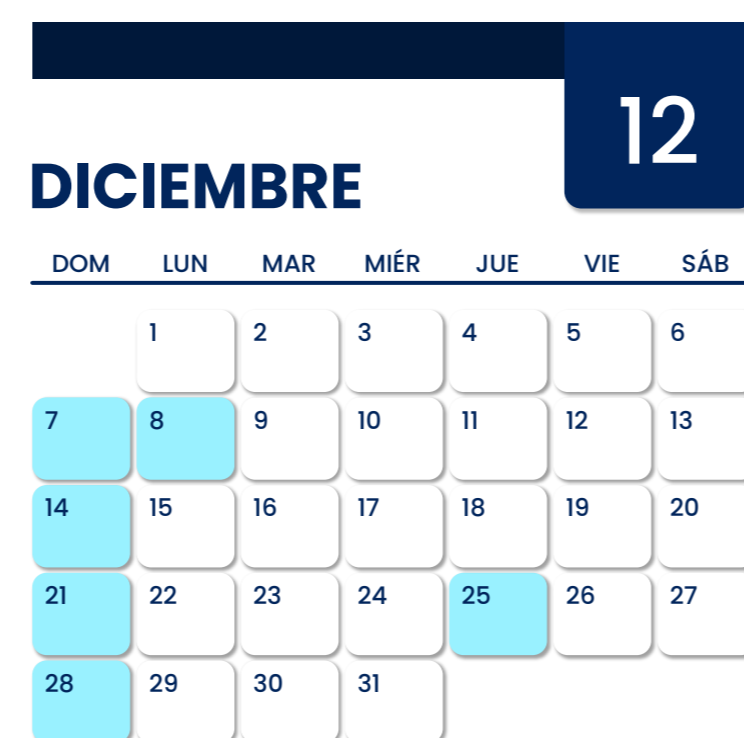 12
DICIEMBRE
DOM LUN MAR MIÉR JUE VIE SÁB
1 2 3 4 5 6
7 8 9 10 11 12 13
14 15 16 17 18 19 20
21 22 23 24 25 26 27
28 29 30 31